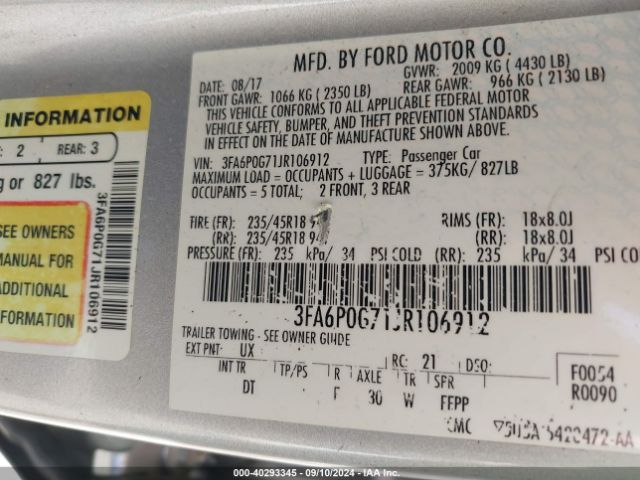 INFORMATION
: 2 REAR: 3
g or 827 lbs.
SEE OWNERS
MANUAL FOR
ADDITIONAL
INFORMATION
3FA6P0G71JR106912
MFD. BY FORD MOTOR CO.
DATE: 08/17 GVWR: 2009 KG ( 4430 LB)
FRONT GAWR: 1066 KG ( 2350 LB) REAR GAWR: 966 KG ( 2130 LB)
THIS VEHICLE CONFORMS TO ALL APPLICABLE FEDERAL MOTOR
VEHICLE SAFETY, BUMPER, AND THEFT PREVENTION STANDARDS
IN EFFECT ON THE DATE OF MANUFACTURE SHOWN ABOVE.
VIN: 3FA6P0G71JR106912 TYPE: Passenger Car
MAXIMUM LOAD = OCCUPANTS + LUGGAGE = 375KG/ 827LB
OCCUPANTS = 5 TOTAL; 2 FRONT, 3 REAR
TIRE (FR): 235/45R18 RIMS (FR): 18x8.0J
(RR): 235/45R18 (RR): 18x8.0J
PRESSURE (FR): 235 kPa/ 34 PSI COLD (RR): 235 kPa/ 34 PSI COL
3FA6P0G71JR106912
TRAILER TOWING - SEE OWNER GUIDE
EXT PNT: UX RC: 21 DSO:
INT TR TP/PS R AXLE TR SPR
DT 30 W FFPP
F0054
R0090
00-40293345 - 09/10/2024 - IAA Inc.